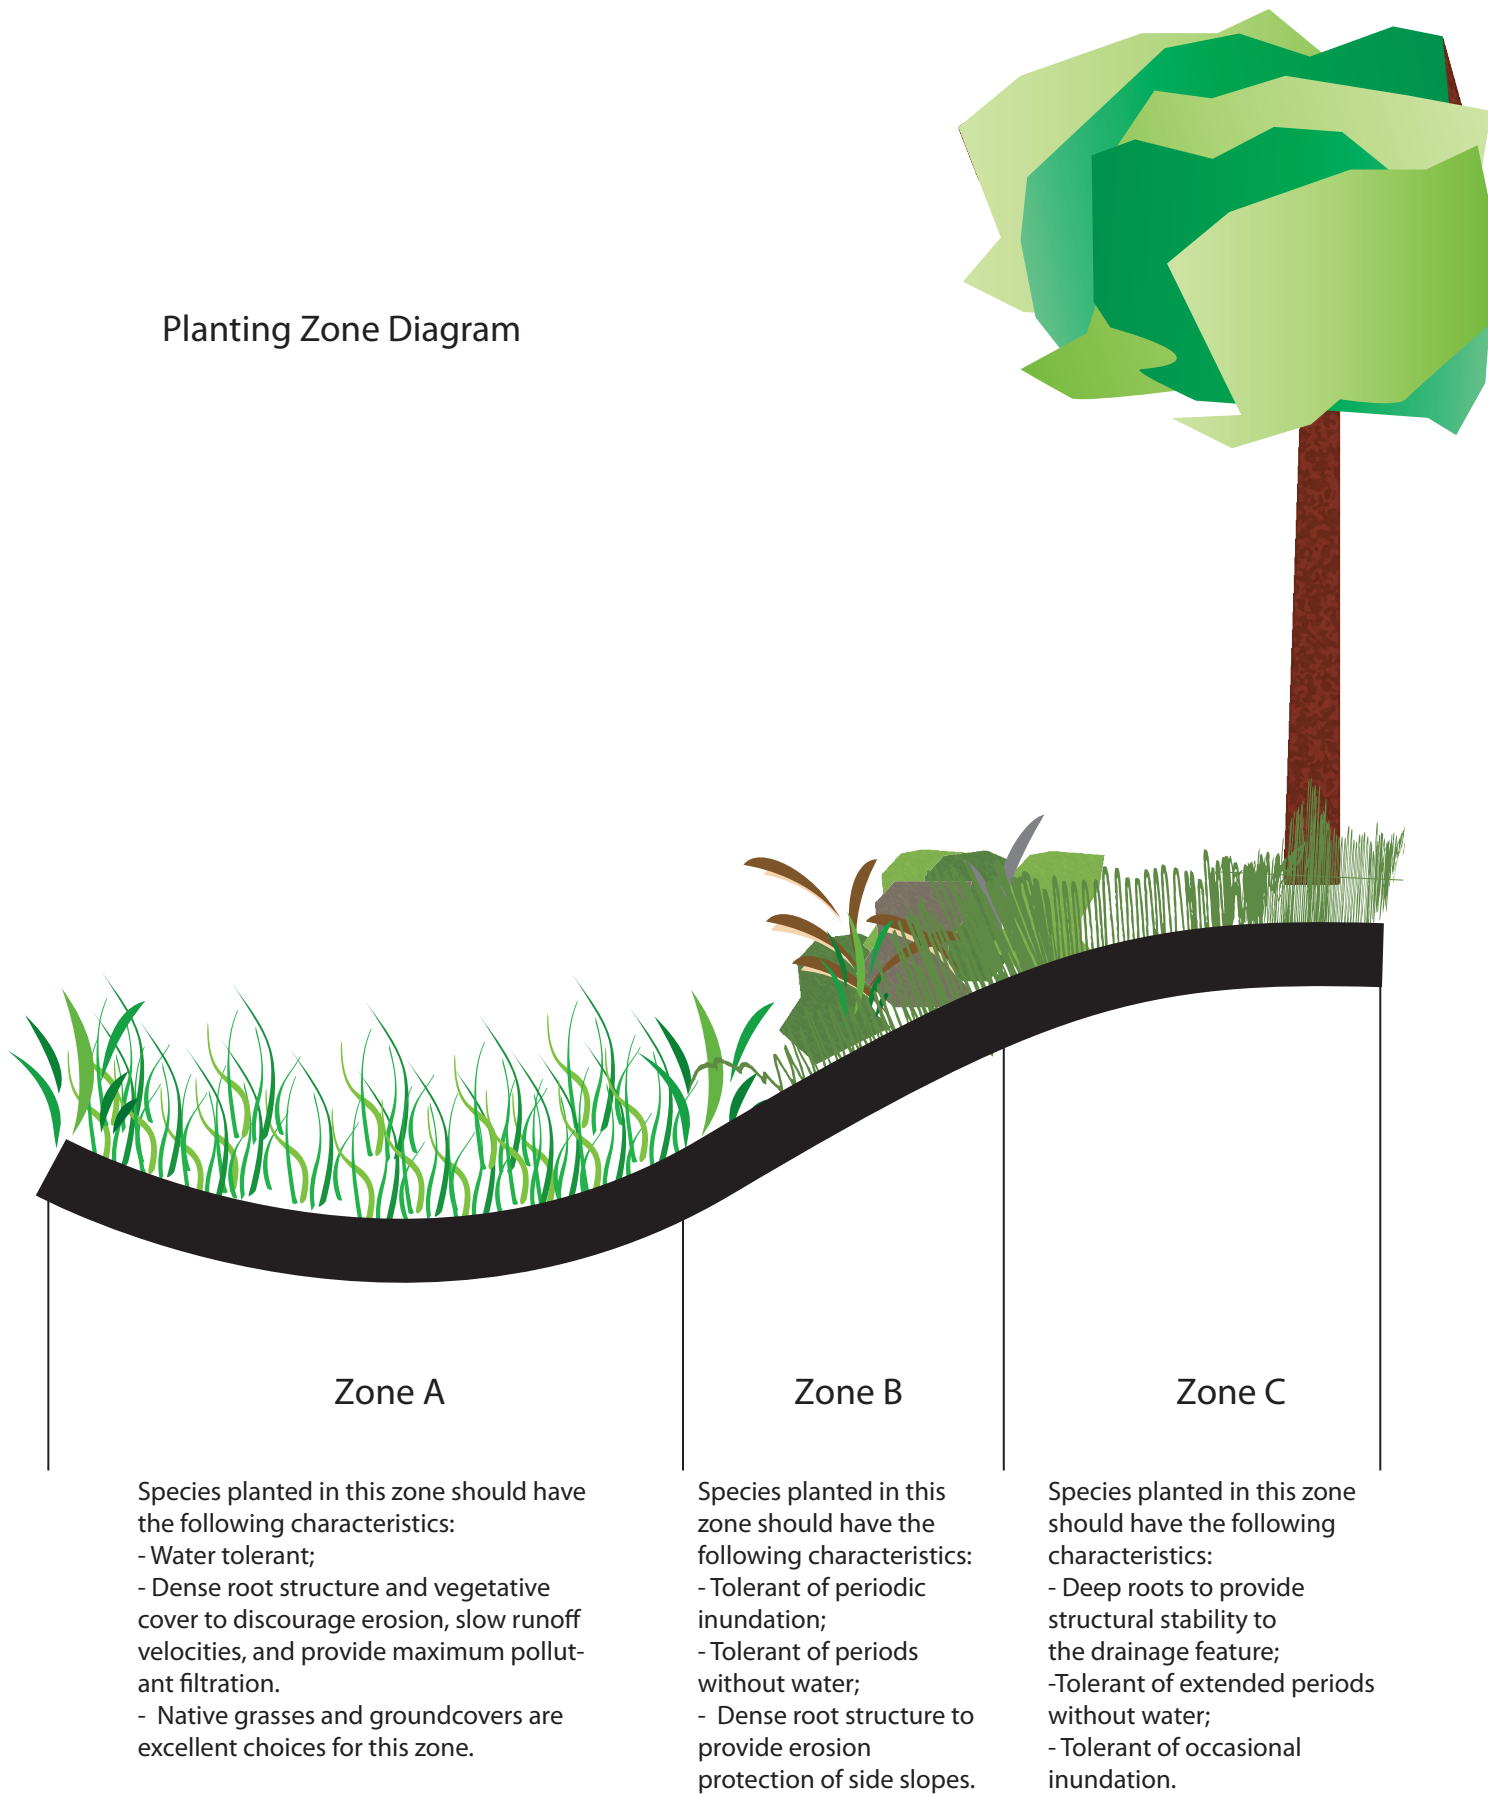 Planting Zone Diagram
Zone A
Zone B
Zone C
Species planted in this zone should have
the following characteristics:
- Water tolerant;
- Dense root structure and vegetative
cover to discourage erosion, slow runoff
velocities, and provide maximum pollut-
ant filtration.
-  Native grasses and groundcovers are
excellent choices for this zone.
Species planted in this
zone should have the
following characteristics:
- Tolerant of periodic
inundation;
- Tolerant of periods
without water;
-  Dense root structure to
provide erosion
protection of side slopes.
Species planted in this zone
should have the following
characteristics:
- Deep roots to provide
structural stability to
the drainage feature;
-Tolerant of extended periods
without water;
- Tolerant of occasional
inundation.